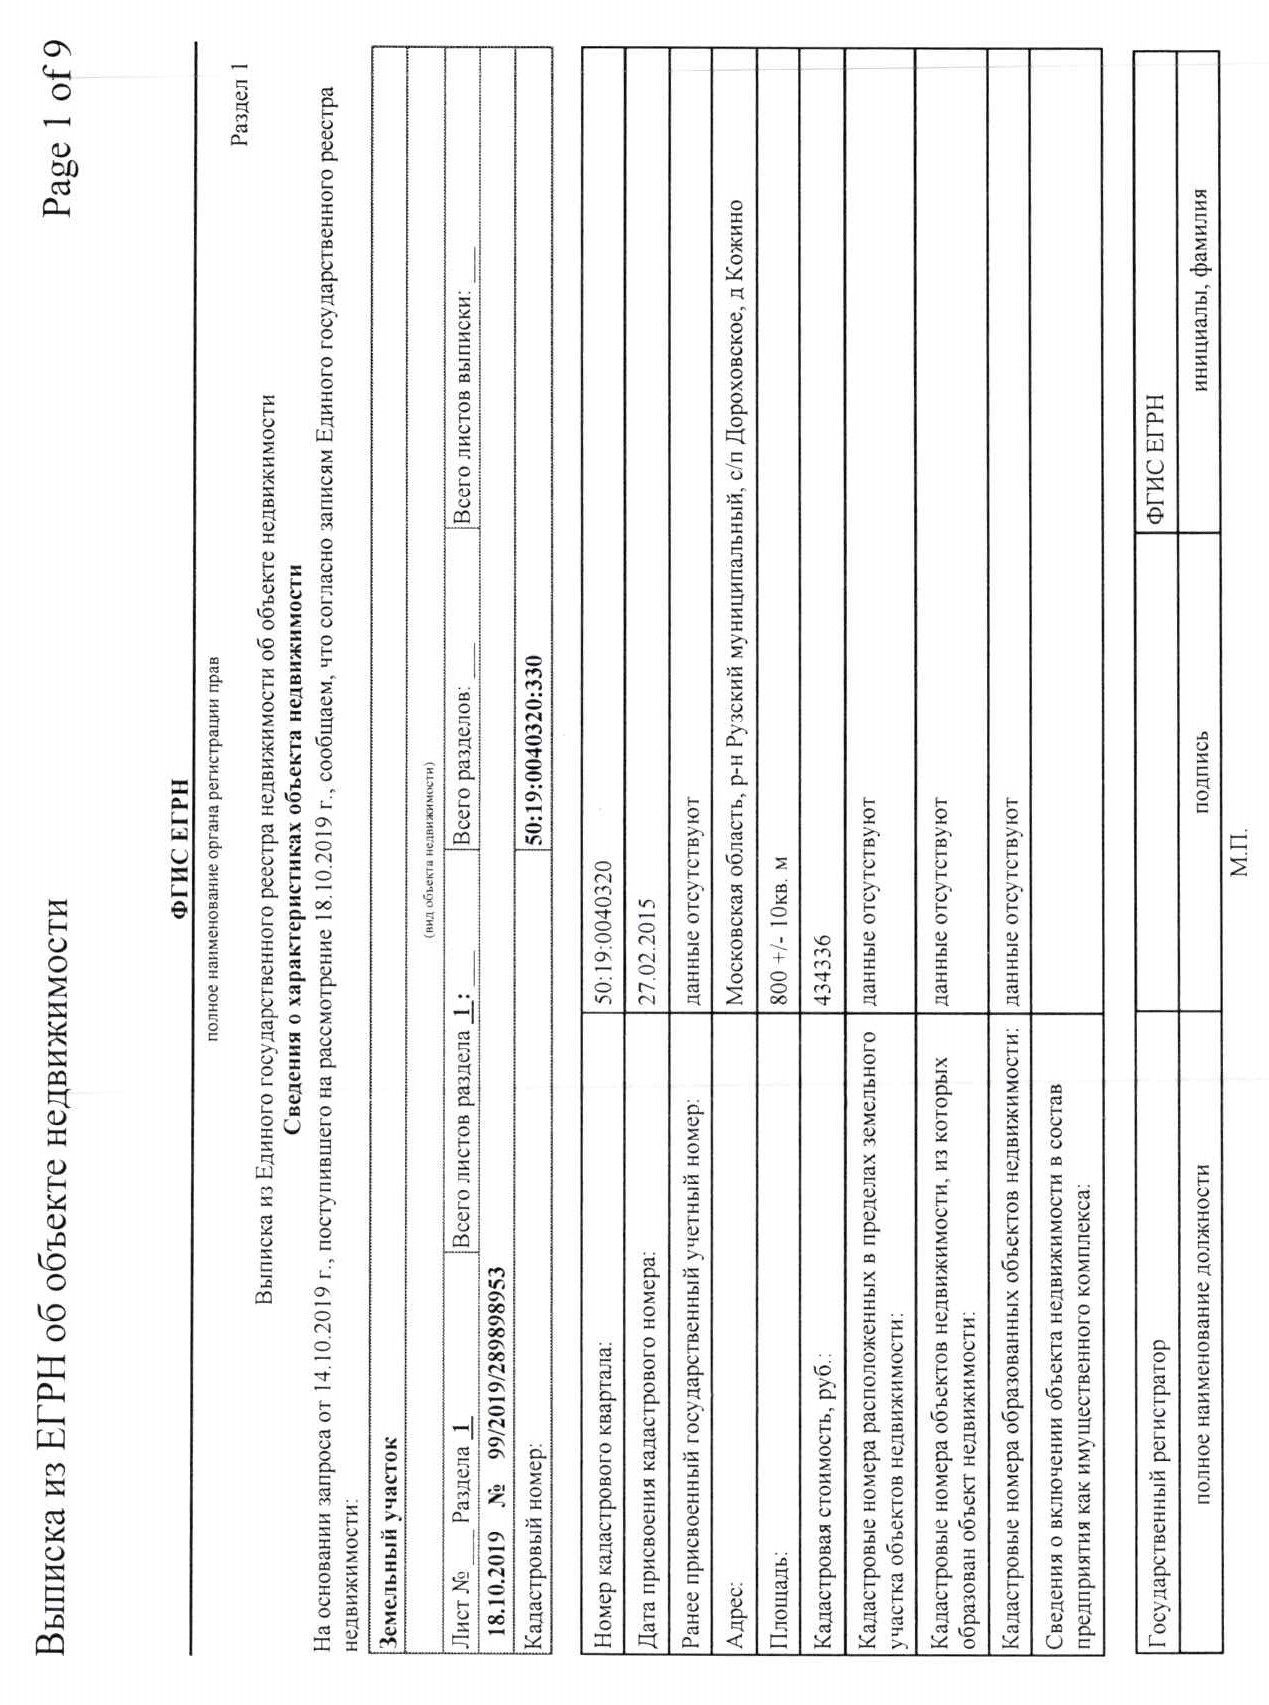 Выписка из ЕГРН об объекте недвижимости Page 1 of 9
ФГИС ЕГРН
полное наименование органа регистрации прав
Раздел 1
Выписка из Единого государственного реестра недвижимости об объекте недвижимости
Сведения о характеристиках объекта недвижимости
На основании запроса от 14.10.2019 г., поступившего на рассмотрение 18.10.2019 г., сообщаем, что согласно записям Единого государственного реестра
недвижимости:
Земельный участок
(вид объекта недвижимости)
Лист № ___ Раздела 1 Всего листов раздела 1 : ___ Всего разделов: ___ Всего листов выписки: ___
18.10.2019 № 99/2019/289898953
Кадастровый номер: 50:19:0040320:330
Номер кадастрового квартала: 50:19:0040320
Дата присвоения кадастрового номера: 27.02.2015
Ранее присвоенный государственный учетный номер: данные отсутствуют
Адрес: Московская область, р-н Рузский муниципальный, с/п Дороховское, д Кожино
Площадь: 800 +/- 10кв. м
Кадастровая стоимость, руб.: 434336
Кадастровые номера расположенных в пределах земельного данные отсутствуют
участка объектов недвижимости:
Кадастровые номера объектов недвижимости, из которых данные отсутствуют
образован объект недвижимости:
Кадастровые номера образованных объектов недвижимости: данные отсутствуют
Сведения о включении объекта недвижимости в состав
предприятия как имущественного комплекса:
Государственный регистратор ФГИС ЕГРН
полное наименование должности подпись инициалы, фамилия
М.П.